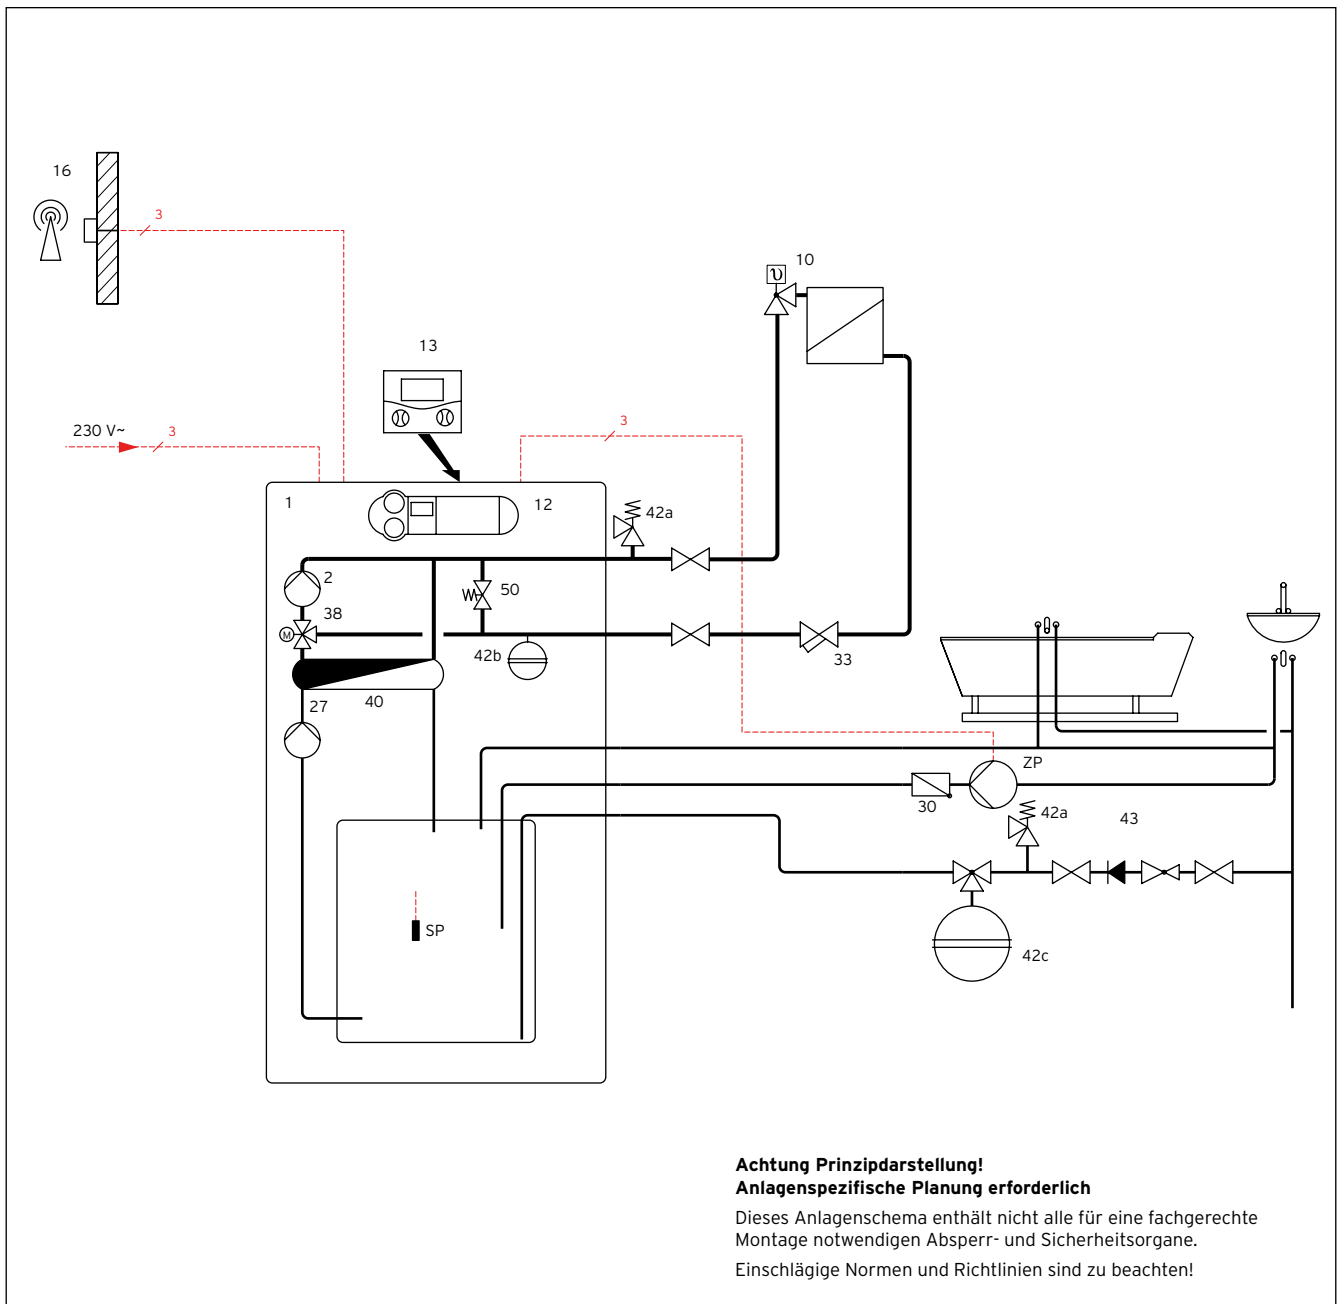 16
3
10
13
230 V~
3
3
1
12
42a
2
50
38
42b
33
M
27
40
ZP
30
42a
43
SP
42c
Achtung Prinzipdarstellung!
Anlagenspezifische Planung erforderlich
Dieses Anlagenschema enthält nicht alle für eine fachgerechte
Montage notwendigen Absperr- und Sicherheitsorgane.
Einschlägige Normen und Richtlinien sind zu beachten!